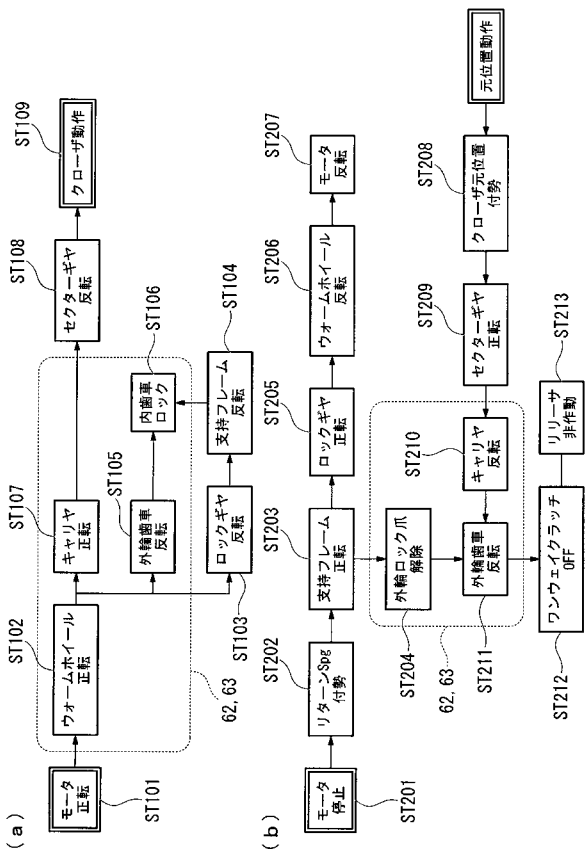 (a)
モータ
正転
ST101
ウォームホイール
正転
ST102
キャリヤ
正転
ST107
外輪歯車
反転
ST105
ロックギヤ
反転
ST103
支持フレーム
反転
ST104
内歯車
ロック
ST106
セクターギヤ
反転
ST108
クローザ動作
ST109
62, 63
(b)
モータ
停止
ST201
リターンSpg
付勢
ST202
支持フレーム
正転
ST203
ロックギヤ
正転
ST205
ウォームホイール
反転
ST206
モータ
反転
ST207
外輪ロック爪
解除
ST204
62, 63
元位置動作
クローザ元位置
付勢
ST208
セクターギヤ
正転
ST209
キャリヤ
反転
ST210
外輪歯車
反転
ST211
ワンウェイクラッチ
OFF
ST212
リリーサ
非作動
ST213